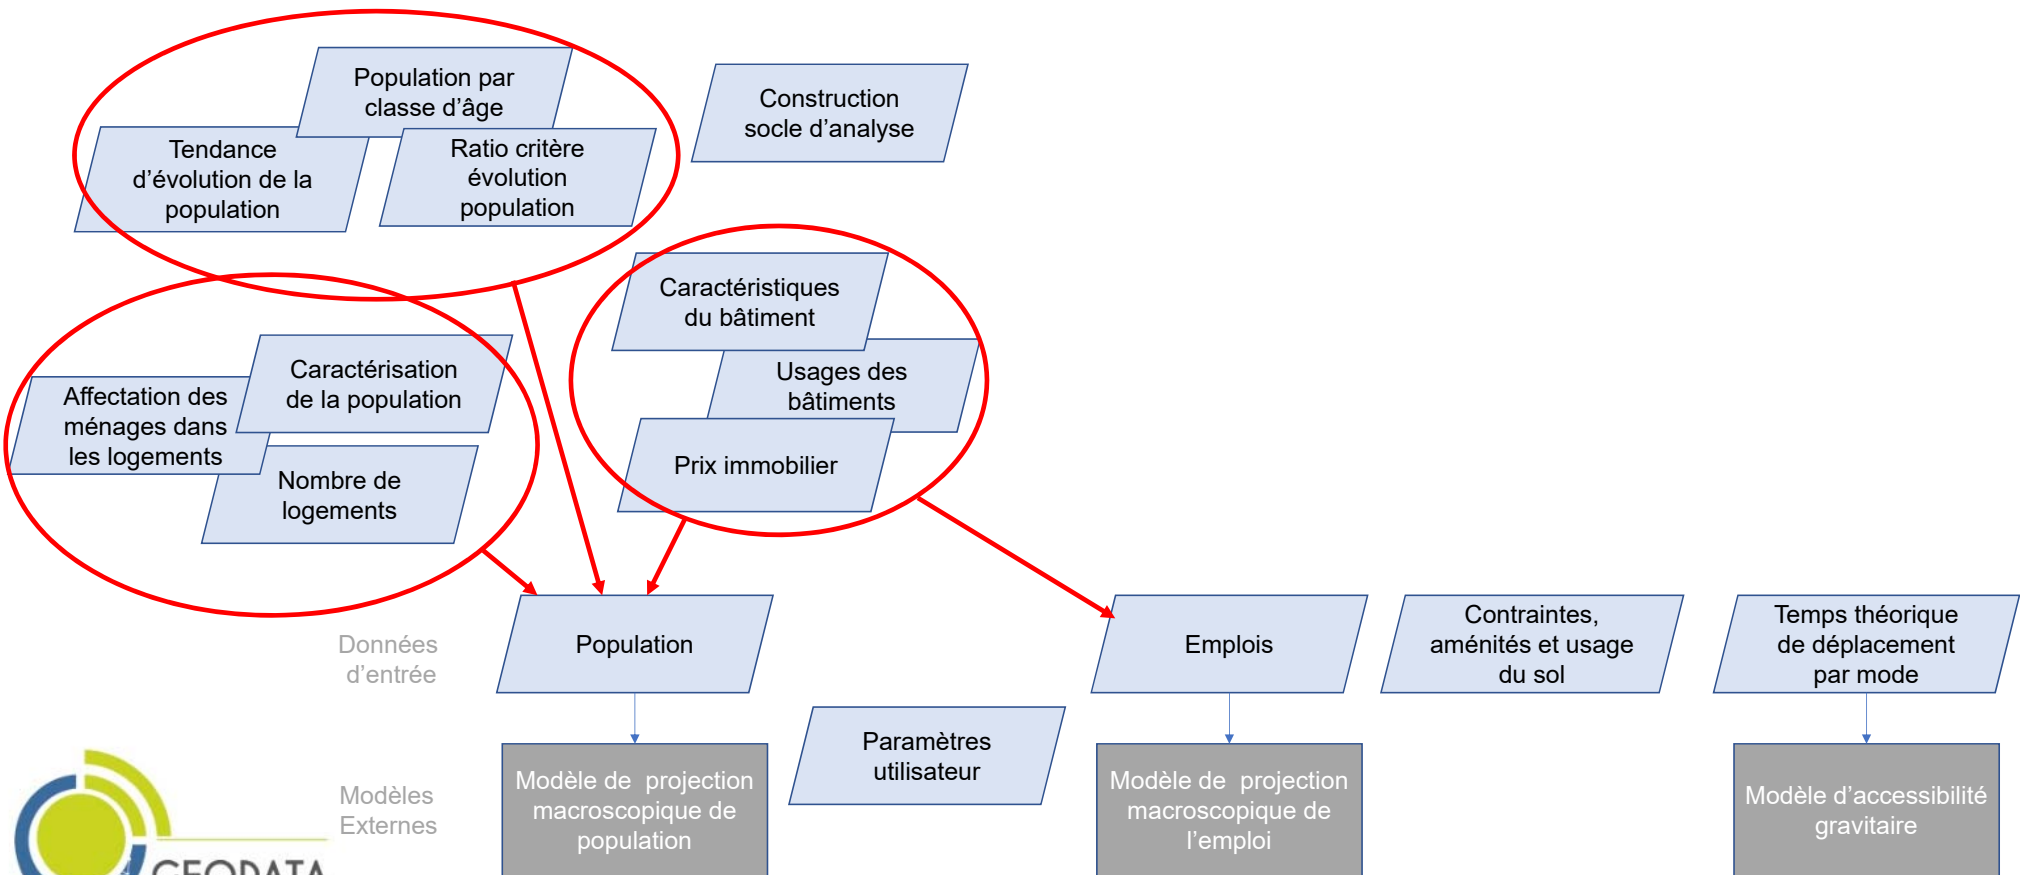 Population par
classe d'âge
Construction
socle d'analyse
Tendance
d'évolution de la
population
Ratio critère
évolution
population
Caractéristiques
du bâtiment
Caractérisation
de la population
Usages des
bâtiments
Affectation des
ménages dans
les logements
Prix immobilier
Nombre de
logements
Données
d'entrée
Population
Emplois
Contraintes,
aménités et usage
du sol
Temps théorique
de déplacement
par mode
Paramètres
utilisateur
Modèles
Externes
Modèle de  projection
macroscopique de
population
Modèle de  projection
macroscopique de
l'emploi
Modèle d'accessibilité
gravitaire
GEODATA